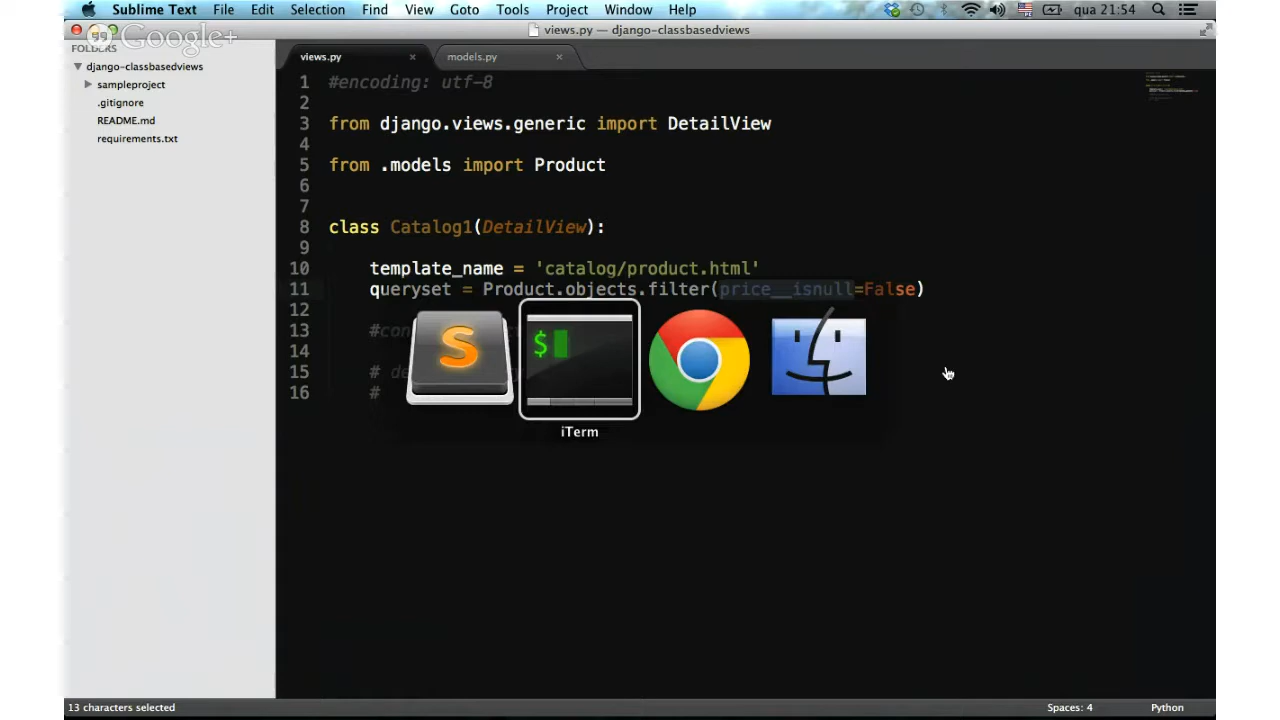 Sublime Text File Edit Selection Find View Goto Tools Project Window Help qua 21:54
Google+
views.py — django-classbasedviews
FOLDERS
django-classbasedviews
sampleproject
.gitignore
README.md
requirements.txt
views.py × models.py ×
1 #encoding: utf-8
2
3 from django.views.generic import DetailView
4
5 from .models import Product
6
7
8 class Catalog1(DetailView):
9
10 template_name = 'catalog/product.html'
11 queryset = Product.objects.filter(price__isnull=False)
12
13
14
15 # de
16 #
S
$
iTerm
13 characters selected Spaces: 4 Python